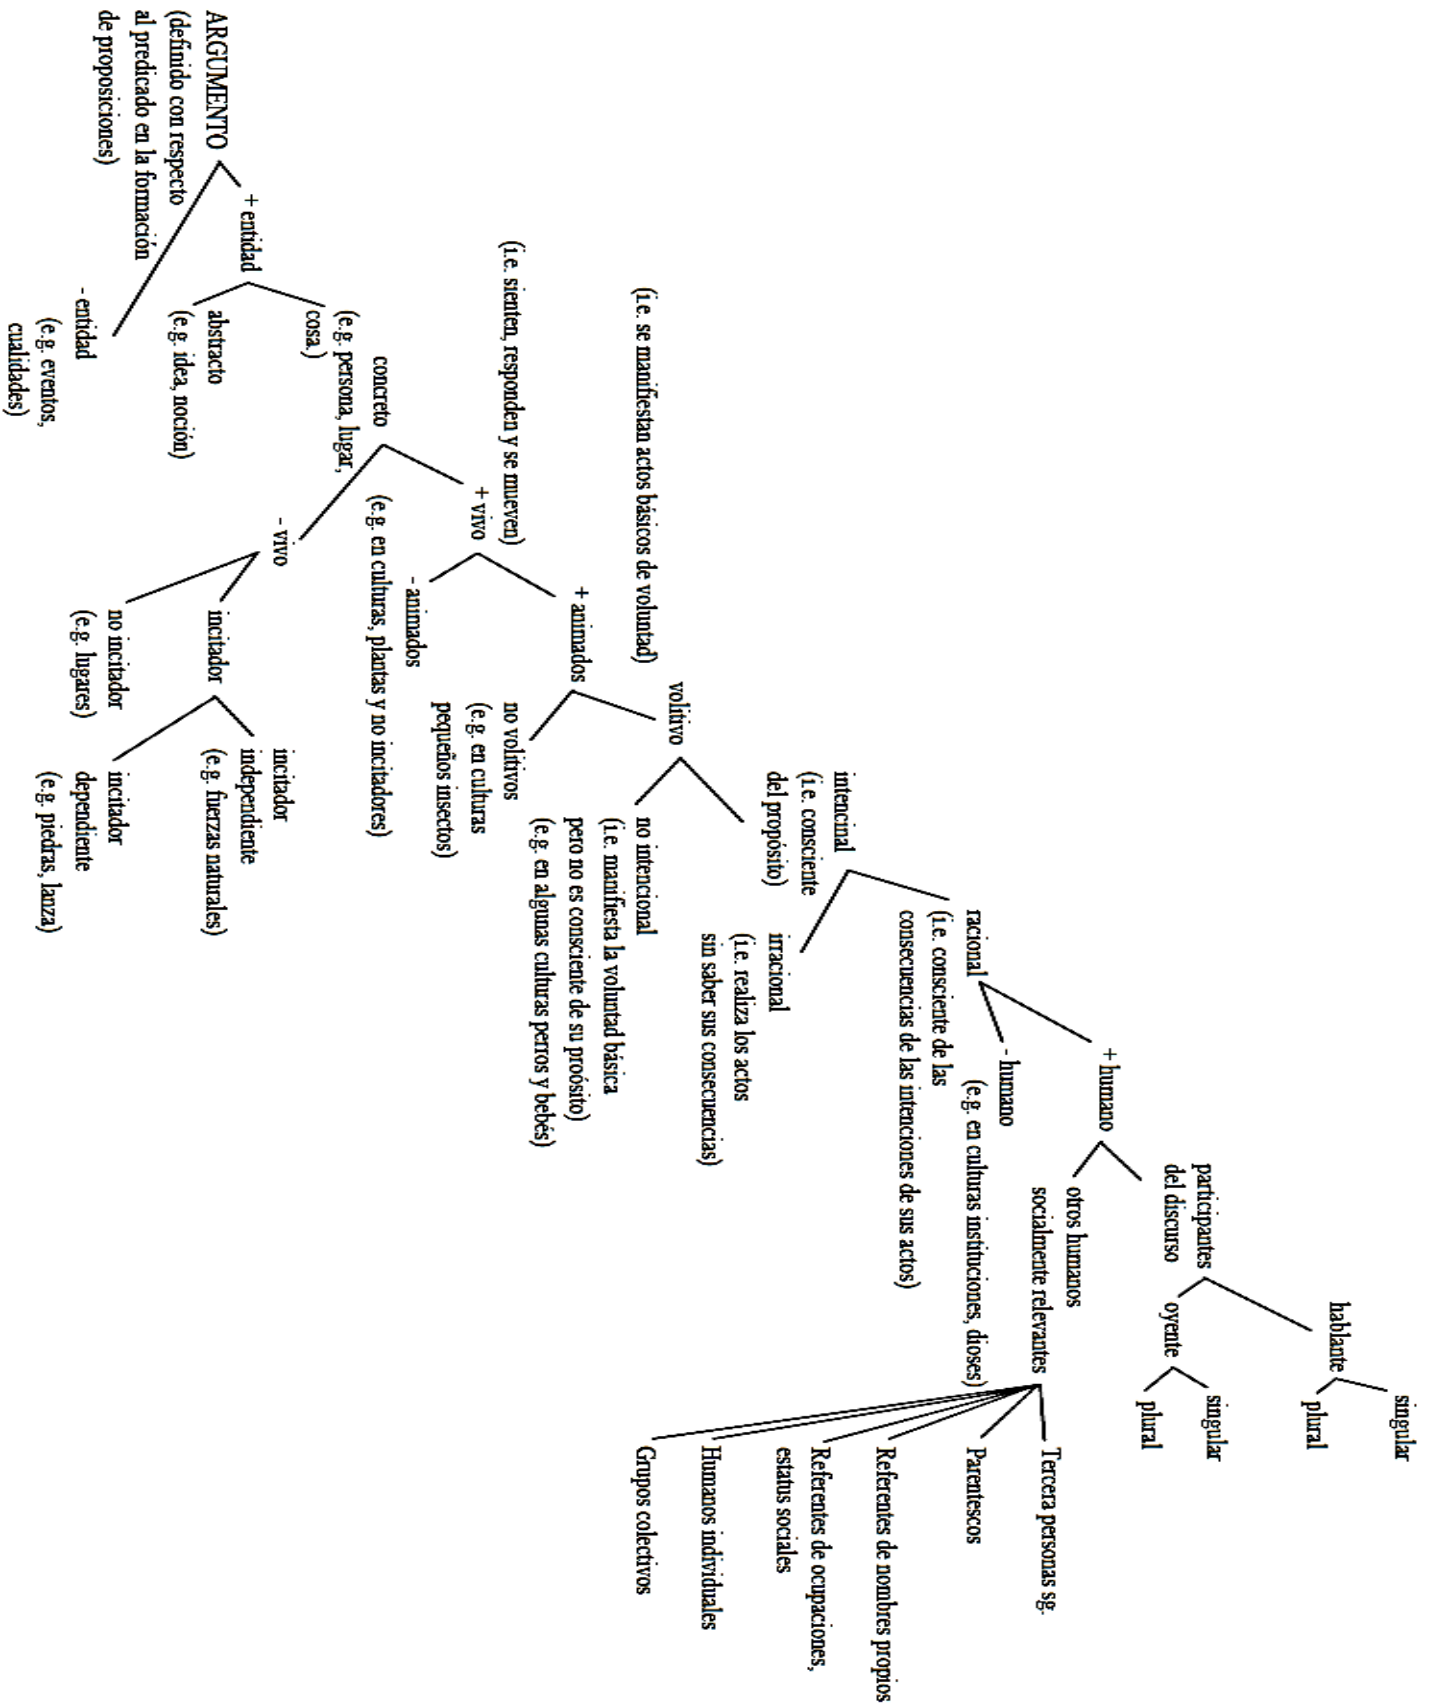 ARGUMENTO
(definido con respecto
al predicado en la formación
de proposiciones)
+ entidad
- entidad
(e.g. eventos,
cualidades)
abstracto
(e.g. idea, noción)
concreto
(e.g. persona, lugar,
cosa.)
+ vivo
(i.e. sienten, responden y se mueven)
- vivo
no incitador
(e.g. lugares)
incitador
incitador
independiente
(e.g. fuerzas naturales)
incitador
dependiente
(e.g. piedras, lanza)
- animados
(e.g. en culturas, plantas y no incitadores)
+ animados
(i.e. se manifiestan actos básicos de voluntad)
volitivo
no volitivos
(e.g. en culturas
pequeños insectos)
intencinal
(i.e. consciente
del propósito)
no intencional
(i.e. manifiesta la voluntad básica
pero no es consciente de su proósito)
(e.g. en algunas culturas perros y bebés)
racional
(i.e. consciente de las
consecuencias de las intenciones de sus actos)
irracional
(i.e. realiza los actos
sin saber sus consecuencias)
+ humano
- humano
(e.g. en culturas instituciones, dioses)
participantes
del discurso
otros humanos
socialmente relevantes
hablante
singular
plural
oyente
singular
plural
Tercera personas sg.
Parentescos
Referentes de nombres propios
Referentes de ocupaciones,
estatus sociales
Humanos individuales
Grupos colectivos